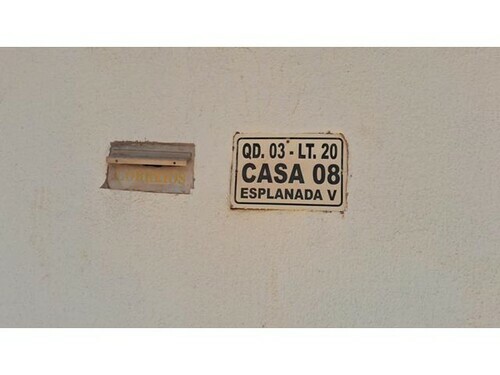 QD. 03 - LT. 20
CASA 08
ESPLANADA V